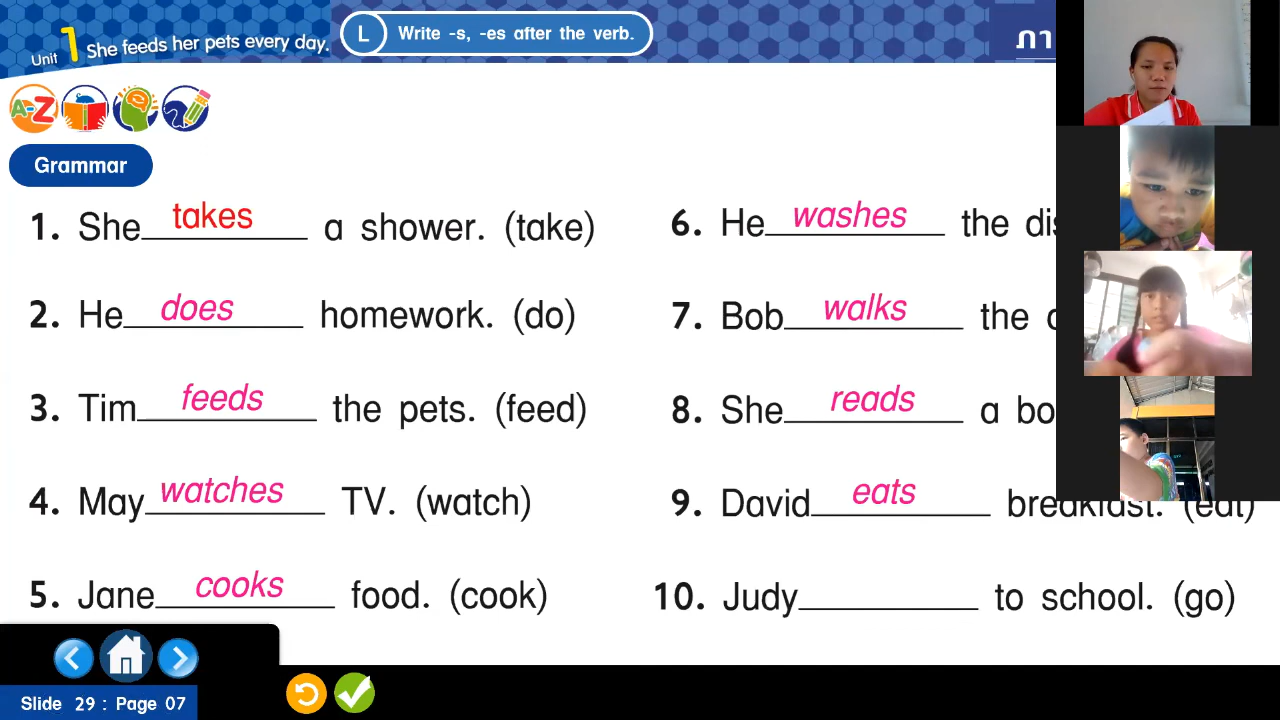 Unit 1 She feeds her pets every day.
L Write -s, -es after the verb.
ภา
A-Z
Grammar
1. She takes a shower. (take)
2. He does homework. (do)
3. Tim feeds the pets. (feed)
4. May watches TV. (watch)
5. Jane cooks food. (cook)
6. He washes the
7. Bob walks the
8. She reads a
9. David eats breakfast. (eat)
10. Judy to school. (go)
Slide 29 : Page 07